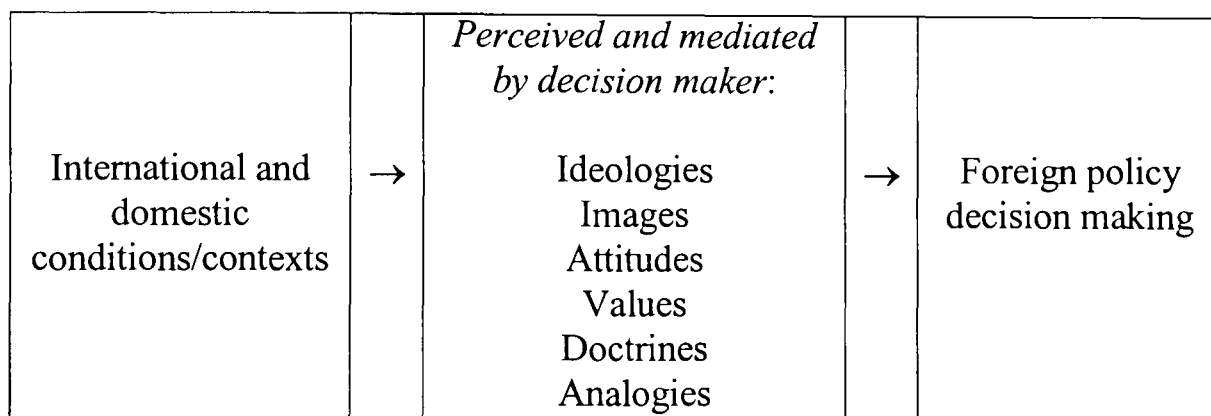 International and
domestic
conditions/contexts
→
Perceived and mediated
by decision maker:
Ideologies
Images
Attitudes
Values
Doctrines
Analogies
→
Foreign policy
decision making